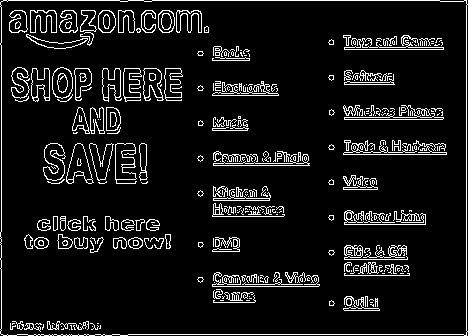 amazon.com.
SHOP HERE
AND
SAVE!
click here
to buy now!
Privacy Information
Books
Electronics
Music
Camera & Photo
Kitchen &
Housewares
DVD
Computer & Video
Games
Toys and Games
Software
Wireless Phones
Tools & Hardware
Video
Outdoor Living
Gifts & Gift
Certificates
Outlet